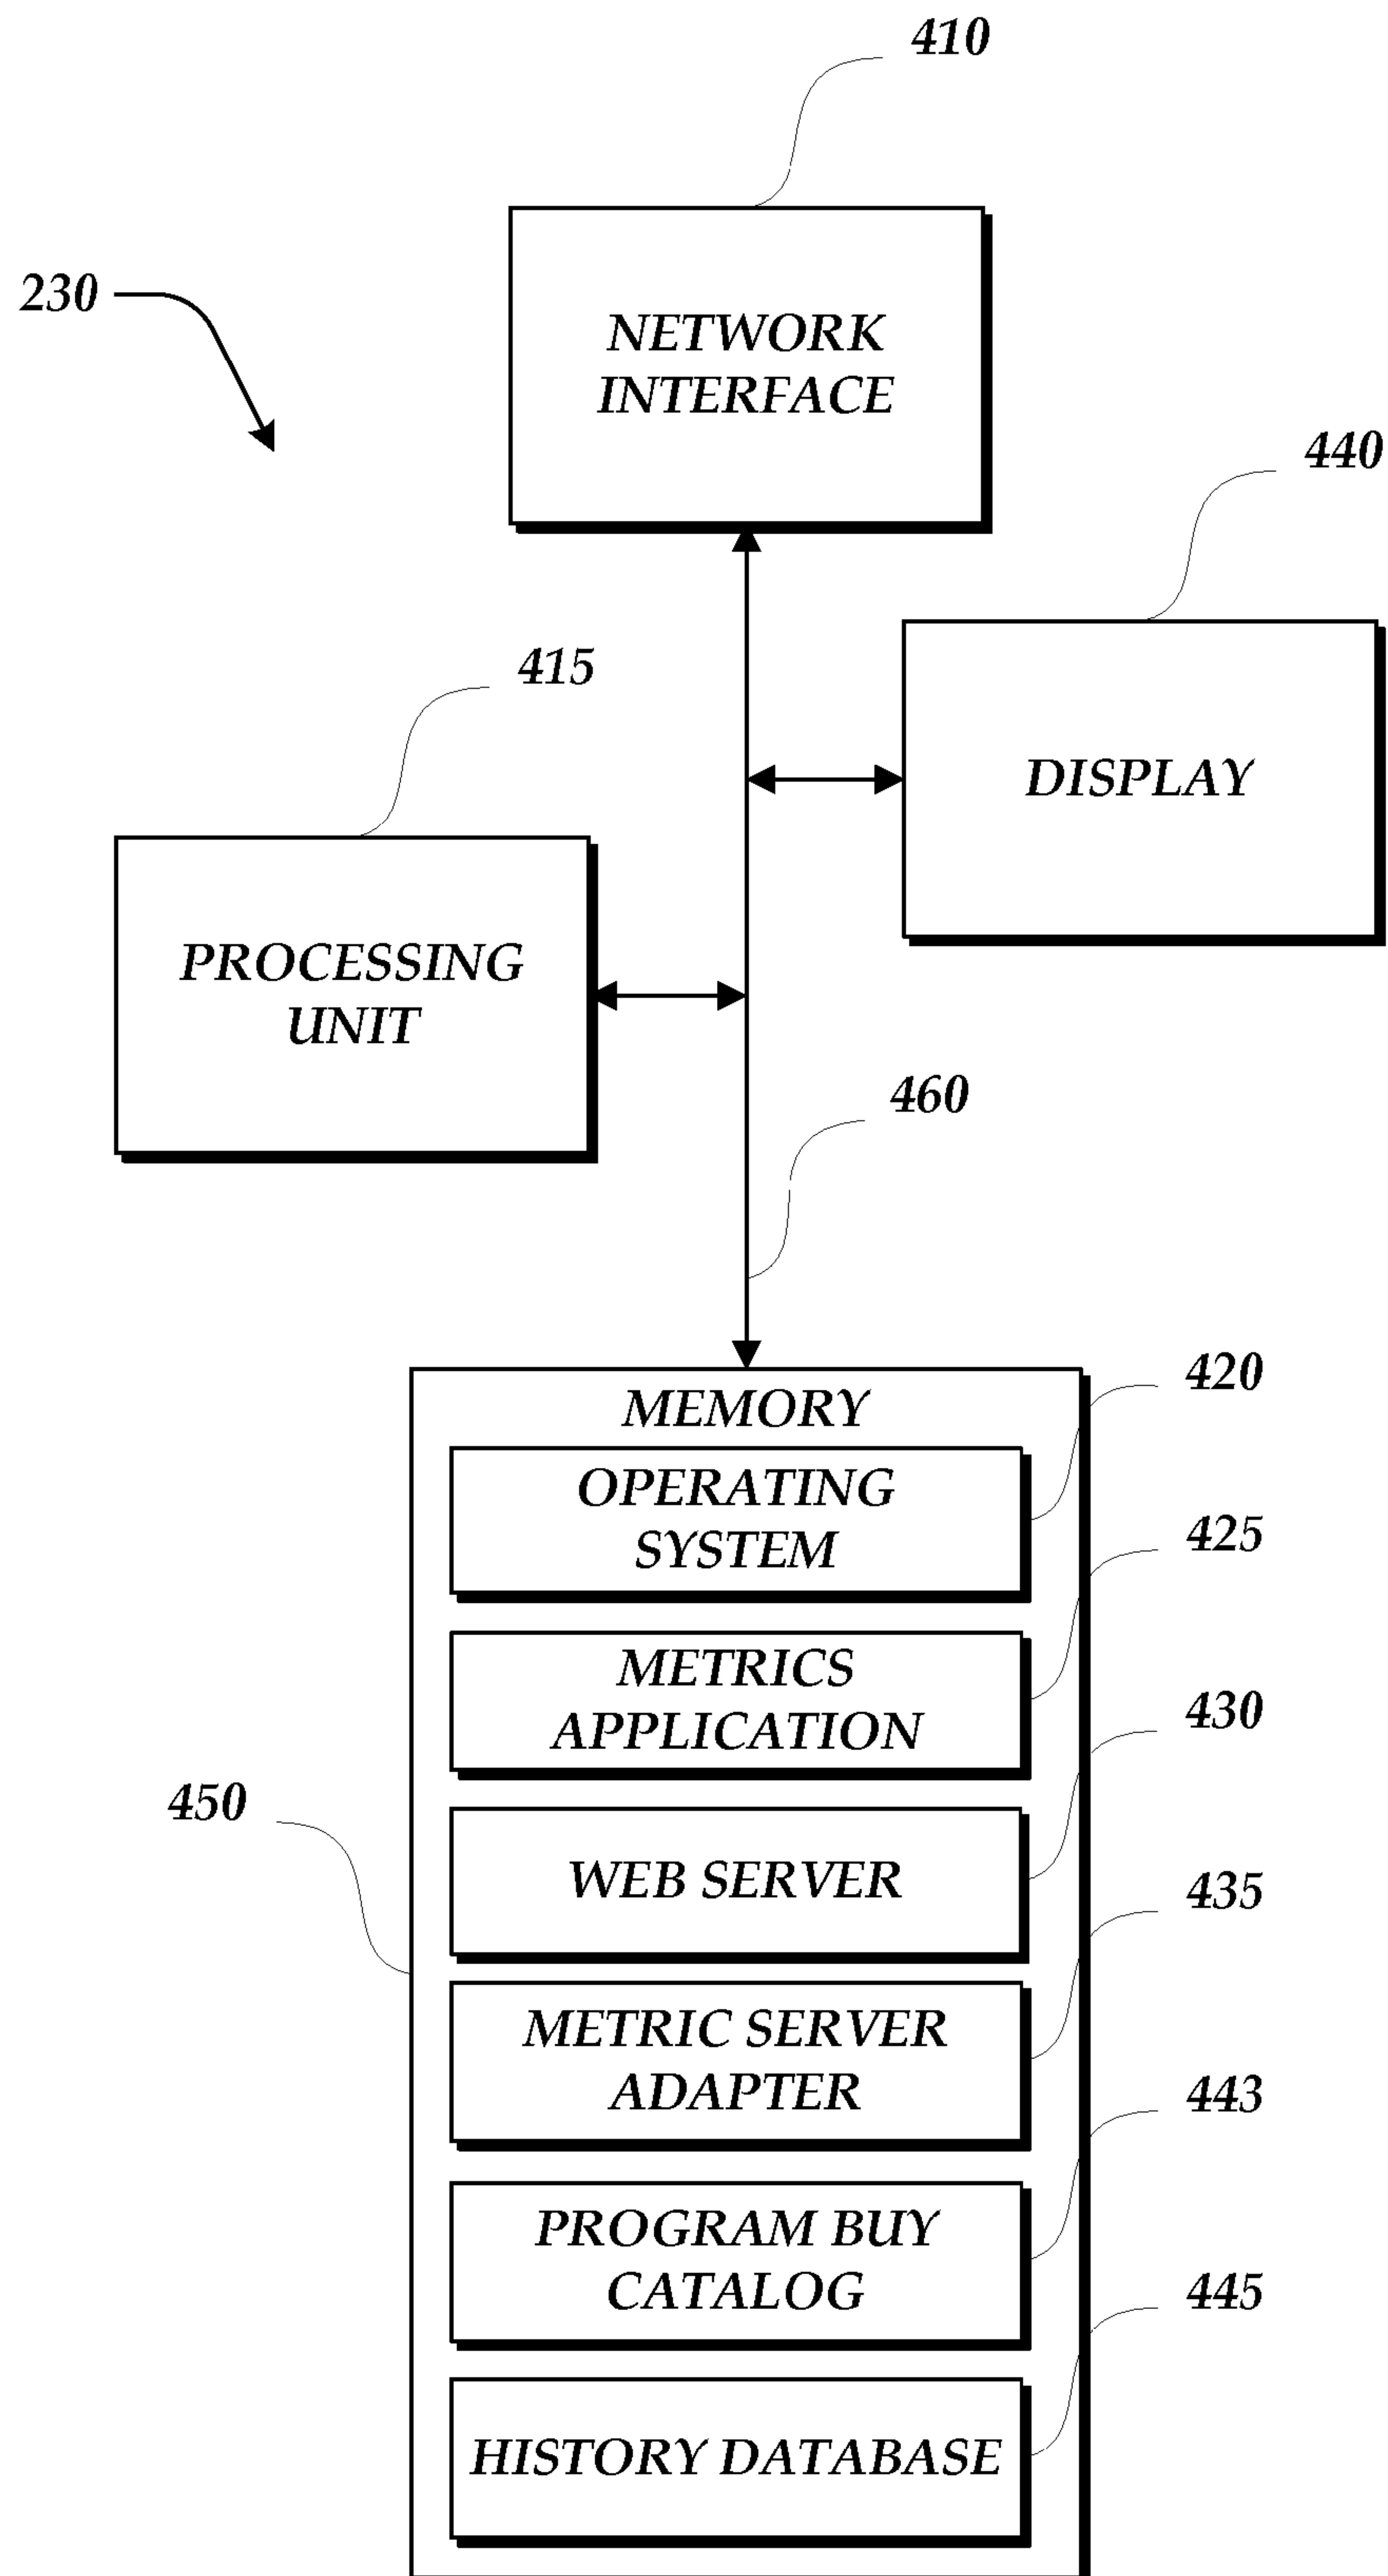 410
230
NETWORK
INTERFACE
440
415
DISPLAY
PROCESSING
UNIT
460
MEMORY
420
OPERATING
SYSTEM
425
METRICS
APPLICATION
430
450
WEB SERVER
435
METRIC SERVER
ADAPTER
443
PROGRAM BUY
CATALOG
445
HISTORY DATABASE